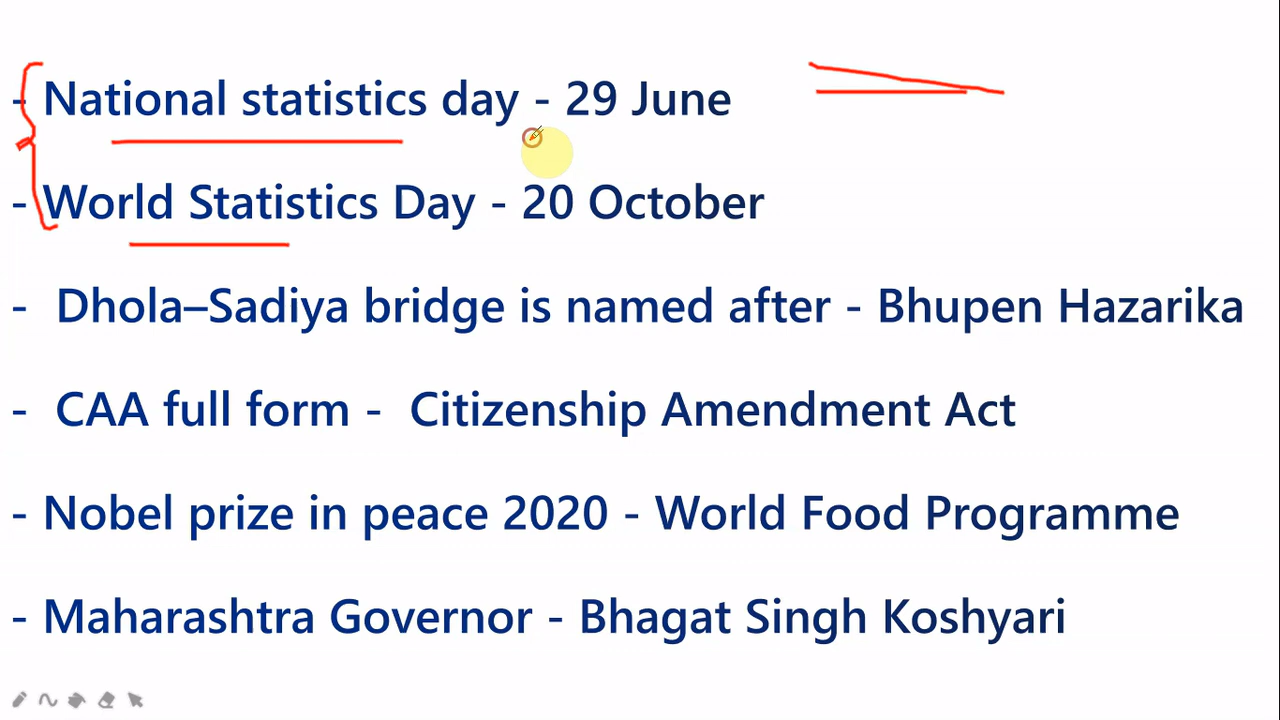 - National statistics day - 29 June
- World Statistics Day - 20 October
- Dhola–Sadiya bridge is named after - Bhupen Hazarika
- CAA full form - Citizenship Amendment Act
- Nobel prize in peace 2020 - World Food Programme
- Maharashtra Governor - Bhagat Singh Koshyari